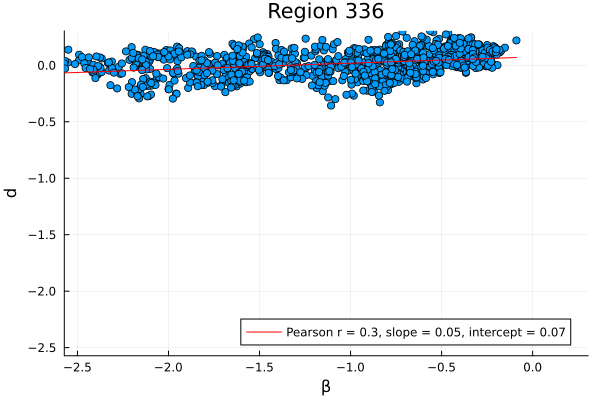 Region 336
0.0
−0.5
−1.0
−1.5
−2.0
−2.5
d
Pearson r = 0.3, slope = 0.05, intercept = 0.07
−2.5 −2.0 −1.5 −1.0 −0.5 0.0
β